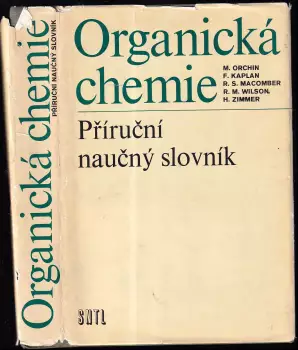 Organická chemie
PŘÍRUČNÍ NAUČNÝ SLOVNÍK
Organická
chemie
M. ORCHIN
F. KAPLAN
R. S. MACOMBER
R. M. WILSON,
H. ZIMMER
Příruční
naučný slovník
SNTL